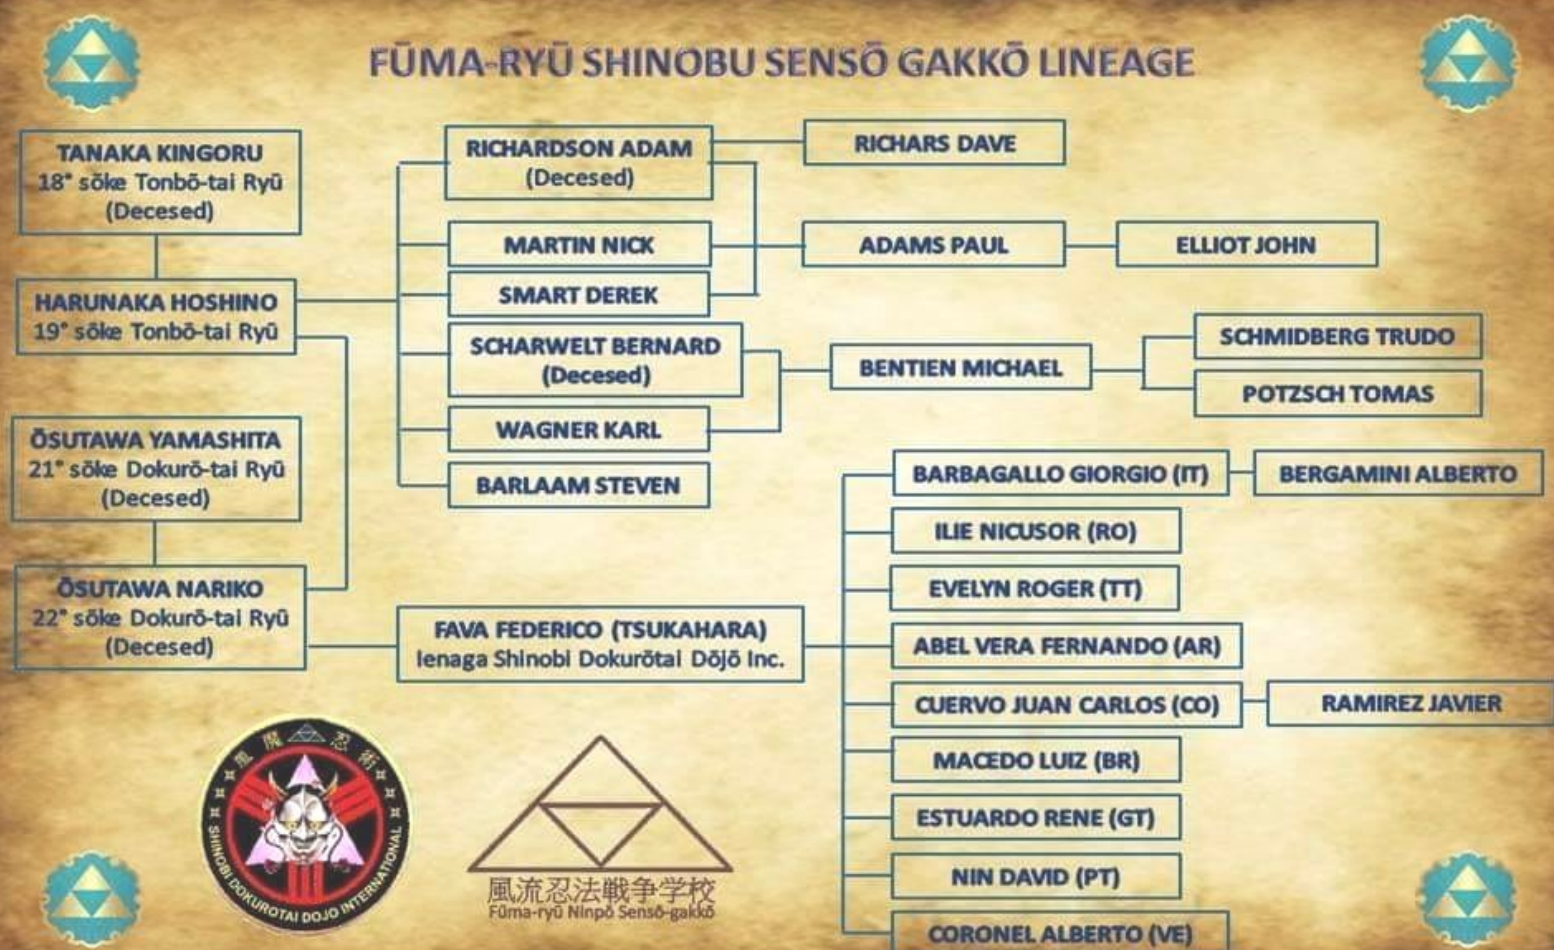 FŪMA-RYŪ SHINOBU SENSŌ GAKKŌ LINEAGE
TANAKA KINGORU
18° sōke Tonbō-tai Ryū
(Decesed)
HARUNAKA HOSHINO
19° sōke Tonbō-tai Ryū
ŌSUTAWA YAMASHITA
21° sōke Dokurō-tai Ryū
(Decesed)
ŌSUTAWA NARIKO
22° sōke Dokurō-tai Ryū
(Decesed)
RICHARDSON ADAM
(Decesed)
MARTIN NICK
SMART DEREK
SCHARWELT BERNARD
(Decesed)
WAGNER KARL
BARLAAM STEVEN
RICHARS DAVE
ADAMS PAUL
ELLIOT JOHN
BENTIEN MICHAEL
SCHMIDBERG TRUDO
POTZSCH TOMAS
FAVA FEDERICO (TSUKAHARA)
Ienaga Shinobi Dokurōtai Dōjō Inc.
BARBAGALLO GIORGIO (IT)
BERGAMINI ALBERTO
ILIE NICUSOR (RO)
EVELYN ROGER (TT)
ABEL VERA FERNANDO (AR)
CUERVO JUAN CARLOS (CO)
RAMIREZ JAVIER
MACEDO LUIZ (BR)
ESTUARDO RENE (GT)
NIN DAVID (PT)
CORONEL ALBERTO (VE)
風魔忍術
SHINOBI DOKUROTAI DOJO INTERNATIONAL
風流忍法戦争学校
Fūma-ryū Ninpō Sensō-gakkō